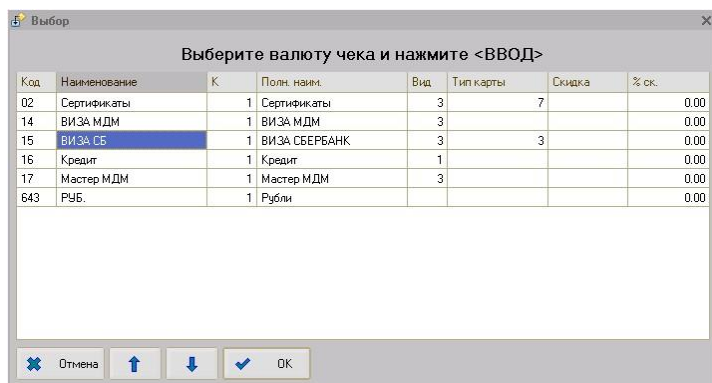 Выбор
Выберите валюту чека и нажмите <ВВОД>
Код Наименование К Полн. наим. Вид Тип карты Скидка % ск.
02 Сертификаты 1 Сертификаты 3 7 0.00
14 ВИЗА МДМ 1 ВИЗА МДМ 3 0.00
15 ВИЗА СБ 1 ВИЗА СБЕРБАНК 3 3 0.00
16 Кредит 1 Кредит 1 0.00
17 Мастер МДМ 1 Мастер МДМ 3 0.00
643 РУБ. 1 Рубли 0.00
Отмена OK